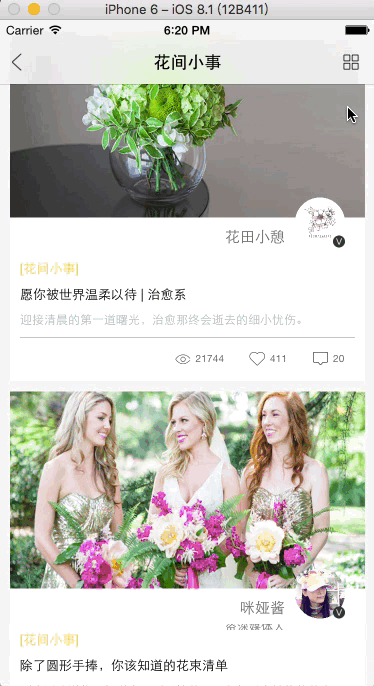 iPhone 6 – iOS 8.1 (12B411)
Carrier 6:20 PM
花间小事
花田小憩
V
[花间小事]
愿你被世界温柔以待 | 治愈系
迎接清晨的第一道曙光，治愈那终会逝去的细小忧伤。
21744 411 20
咪娅酱
V
[花间小事]
除了圆形手捧，你该知道的花束清单